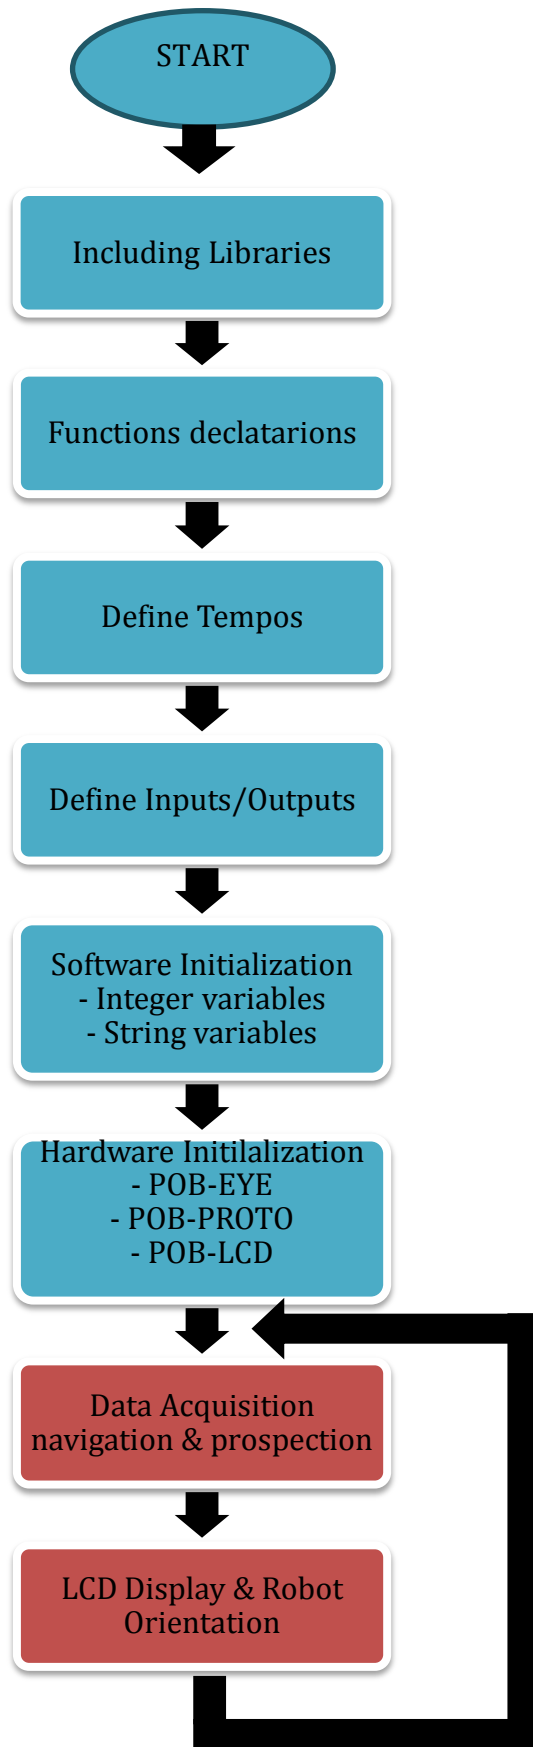 START
Including Libraries
Functions declatarions
Define Tempos
Define Inputs/Outputs
Software Initialization
- Integer variables
- String variables
Hardware Initilalization
- POB-EYE
- POB-PROTO
- POB-LCD
Data Acquisition
navigation & prospection
LCD Display & Robot
Orientation